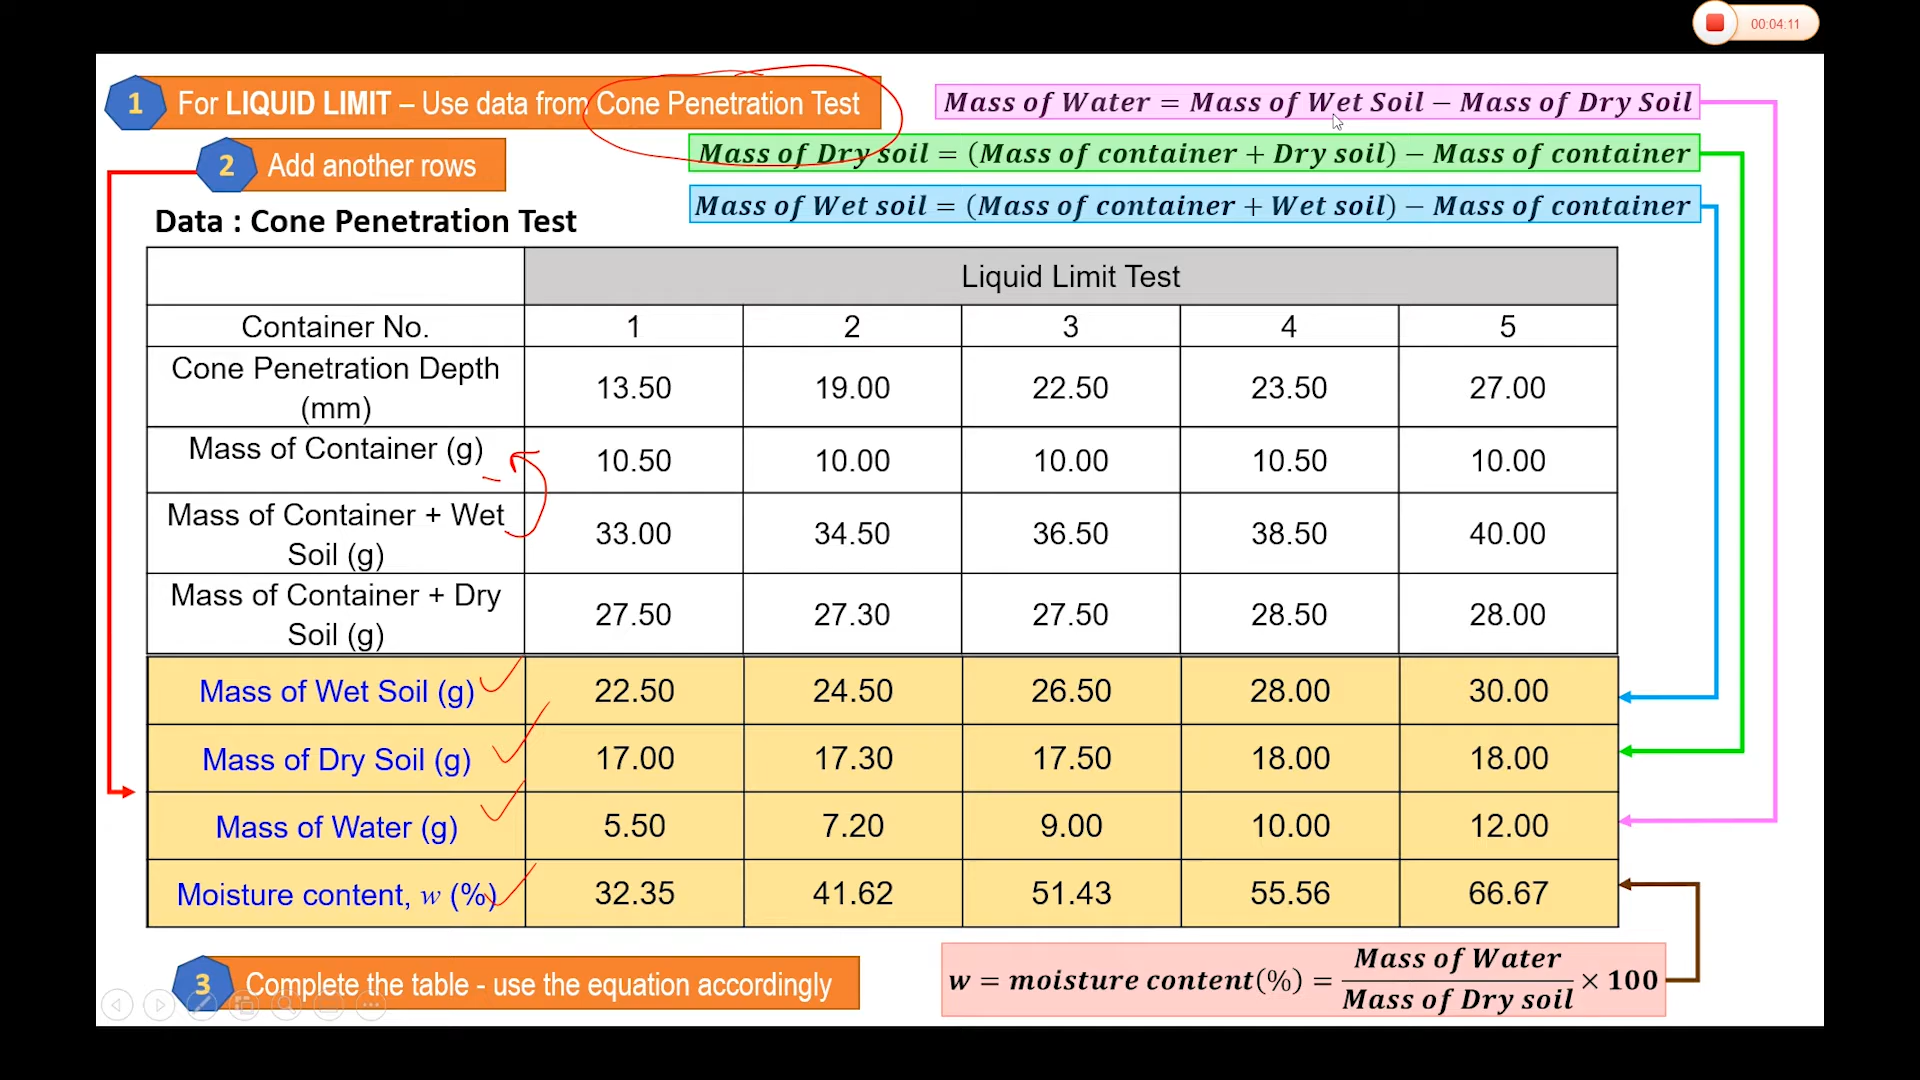 00:04:11
1 For LIQUID LIMIT – Use data from Cone Penetration Test
Mass of Water = Mass of Wet Soil − Mass of Dry Soil
2 Add another rows
Mass of Dry soil = (Mass of container + Dry soil) − Mass of container
Mass of Wet soil = (Mass of container + Wet soil) − Mass of container
Data : Cone Penetration Test
Liquid Limit Test
Container No. 1 2 3 4 5
Cone Penetration Depth
(mm) 13.50 19.00 22.50 23.50 27.00
Mass of Container (g) 10.50 10.00 10.00 10.50 10.00
Mass of Container + Wet
Soil (g) 33.00 34.50 36.50 38.50 40.00
Mass of Container + Dry
Soil (g) 27.50 27.30 27.50 28.50 28.00
Mass of Wet Soil (g) 22.50 24.50 26.50 28.00 30.00
Mass of Dry Soil (g) 17.00 17.30 17.50 18.00 18.00
Mass of Water (g) 5.50 7.20 9.00 10.00 12.00
Moisture content, w (%) 32.35 41.62 51.43 55.56 66.67
3 Complete the table - use the equation accordingly
w = moisture content(%) = Mass of Water / Mass of Dry soil × 100